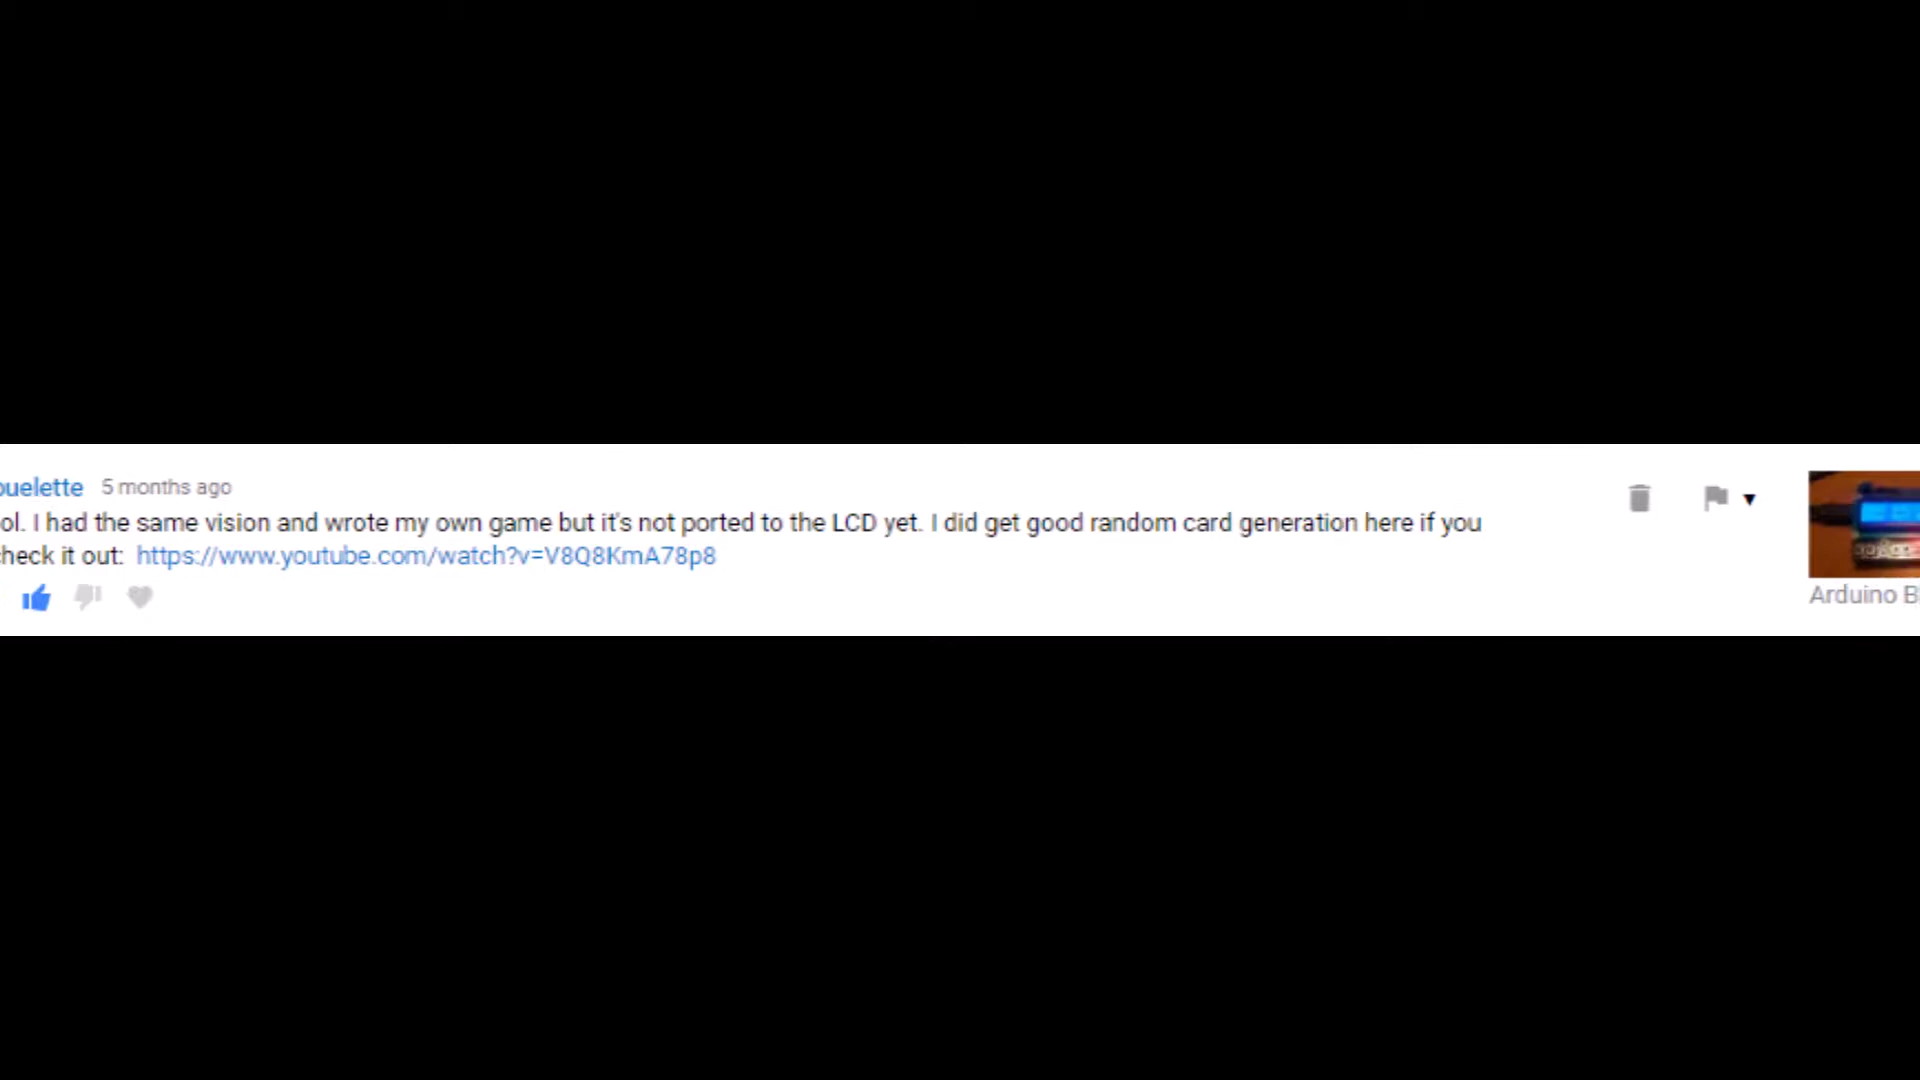 ouelette 5 months ago
ol. I had the same vision and wrote my own game but it's not ported to the LCD yet. I did get good random card generation here if you
check it out: https://www.youtube.com/watch?v=V8Q8KmA78p8
Arduino B